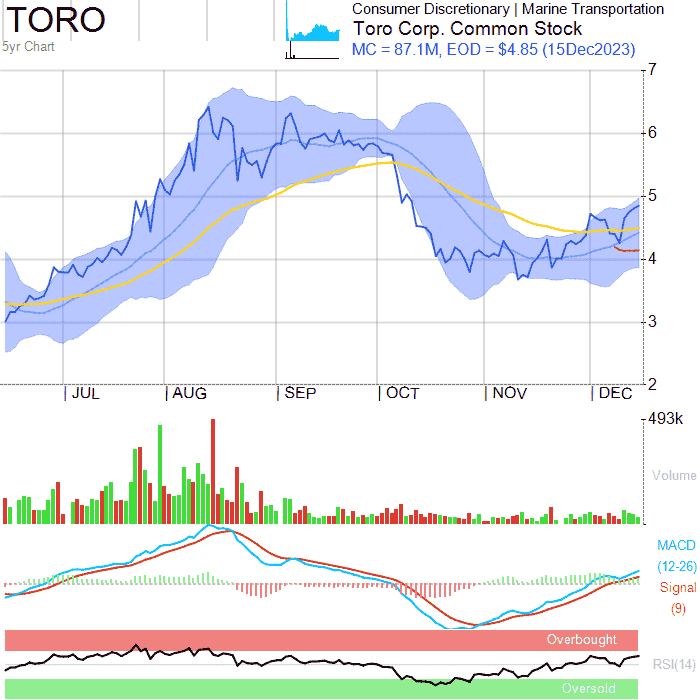 TORO
5yr Chart
Consumer Discretionary | Marine Transportation
Toro Corp. Common Stock
MC = 87.1M, EOD = $4.85 (15Dec2023)
7
6
5
4
3
2
JUL AUG SEP OCT NOV DEC
493k
Volume
MACD
(12-26)
Signal
(9)
Overbought
RSI(14)
Oversold